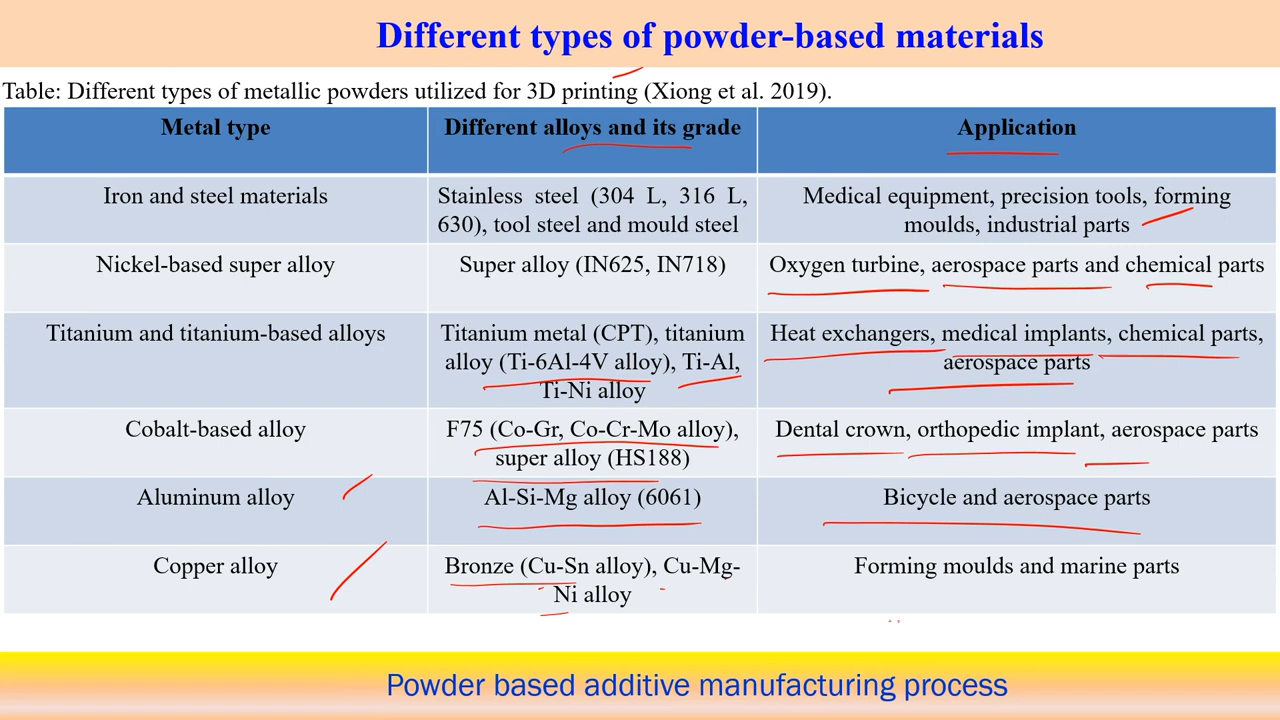 Different types of powder-based materials
Table: Different types of metallic powders utilized for 3D printing (Xiong et al. 2019).
Metal type
Different alloys and its grade
Application
Iron and steel materials
Stainless steel (304 L, 316 L,
630), tool steel and mould steel
Medical equipment, precision tools, forming
moulds, industrial parts
Nickel-based super alloy
Super alloy (IN625, IN718)
Oxygen turbine, aerospace parts and chemical parts
Titanium and titanium-based alloys
Titanium metal (CPT), titanium
alloy (Ti-6Al-4V alloy), Ti-Al,
Ti-Ni alloy
Heat exchangers, medical implants, chemical parts,
aerospace parts
Cobalt-based alloy
F75 (Co-Gr, Co-Cr-Mo alloy),
super alloy (HS188)
Dental crown, orthopedic implant, aerospace parts
Aluminum alloy
Al-Si-Mg alloy (6061)
Bicycle and aerospace parts
Copper alloy
Bronze (Cu-Sn alloy), Cu-Mg-
Ni alloy
Forming moulds and marine parts
Powder based additive manufacturing process